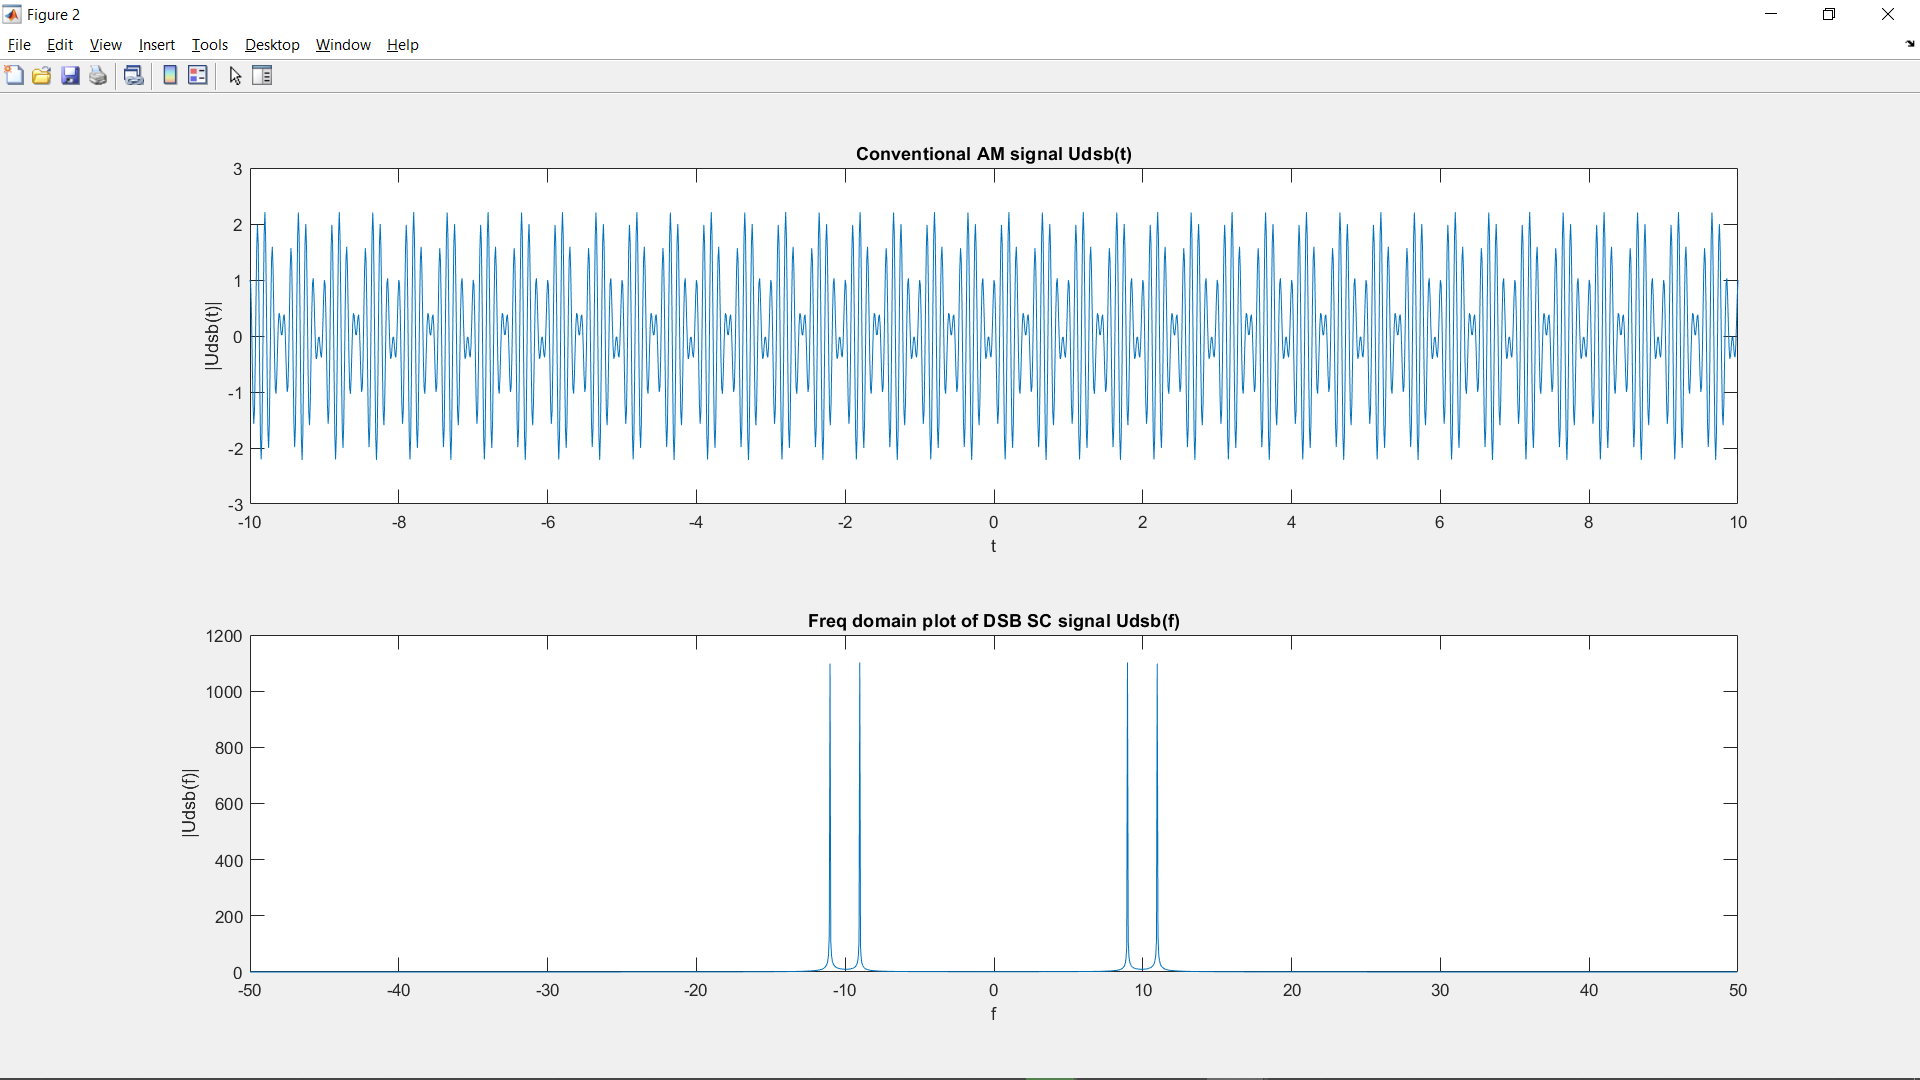 Figure 2
File Edit View Insert Tools Desktop Window Help
Conventional AM signal Udsb(t)
3
2
1
0
-1
-2
-3
|Udsb(t)|
-10 -8 -6 -4 -2 0 2 4 6 8 10
t
Freq domain plot of DSB SC signal Udsb(f)
1200
1000
800
600
400
200
0
|Udsb(f)|
-50 -40 -30 -20 -10 0 10 20 30 40 50
f